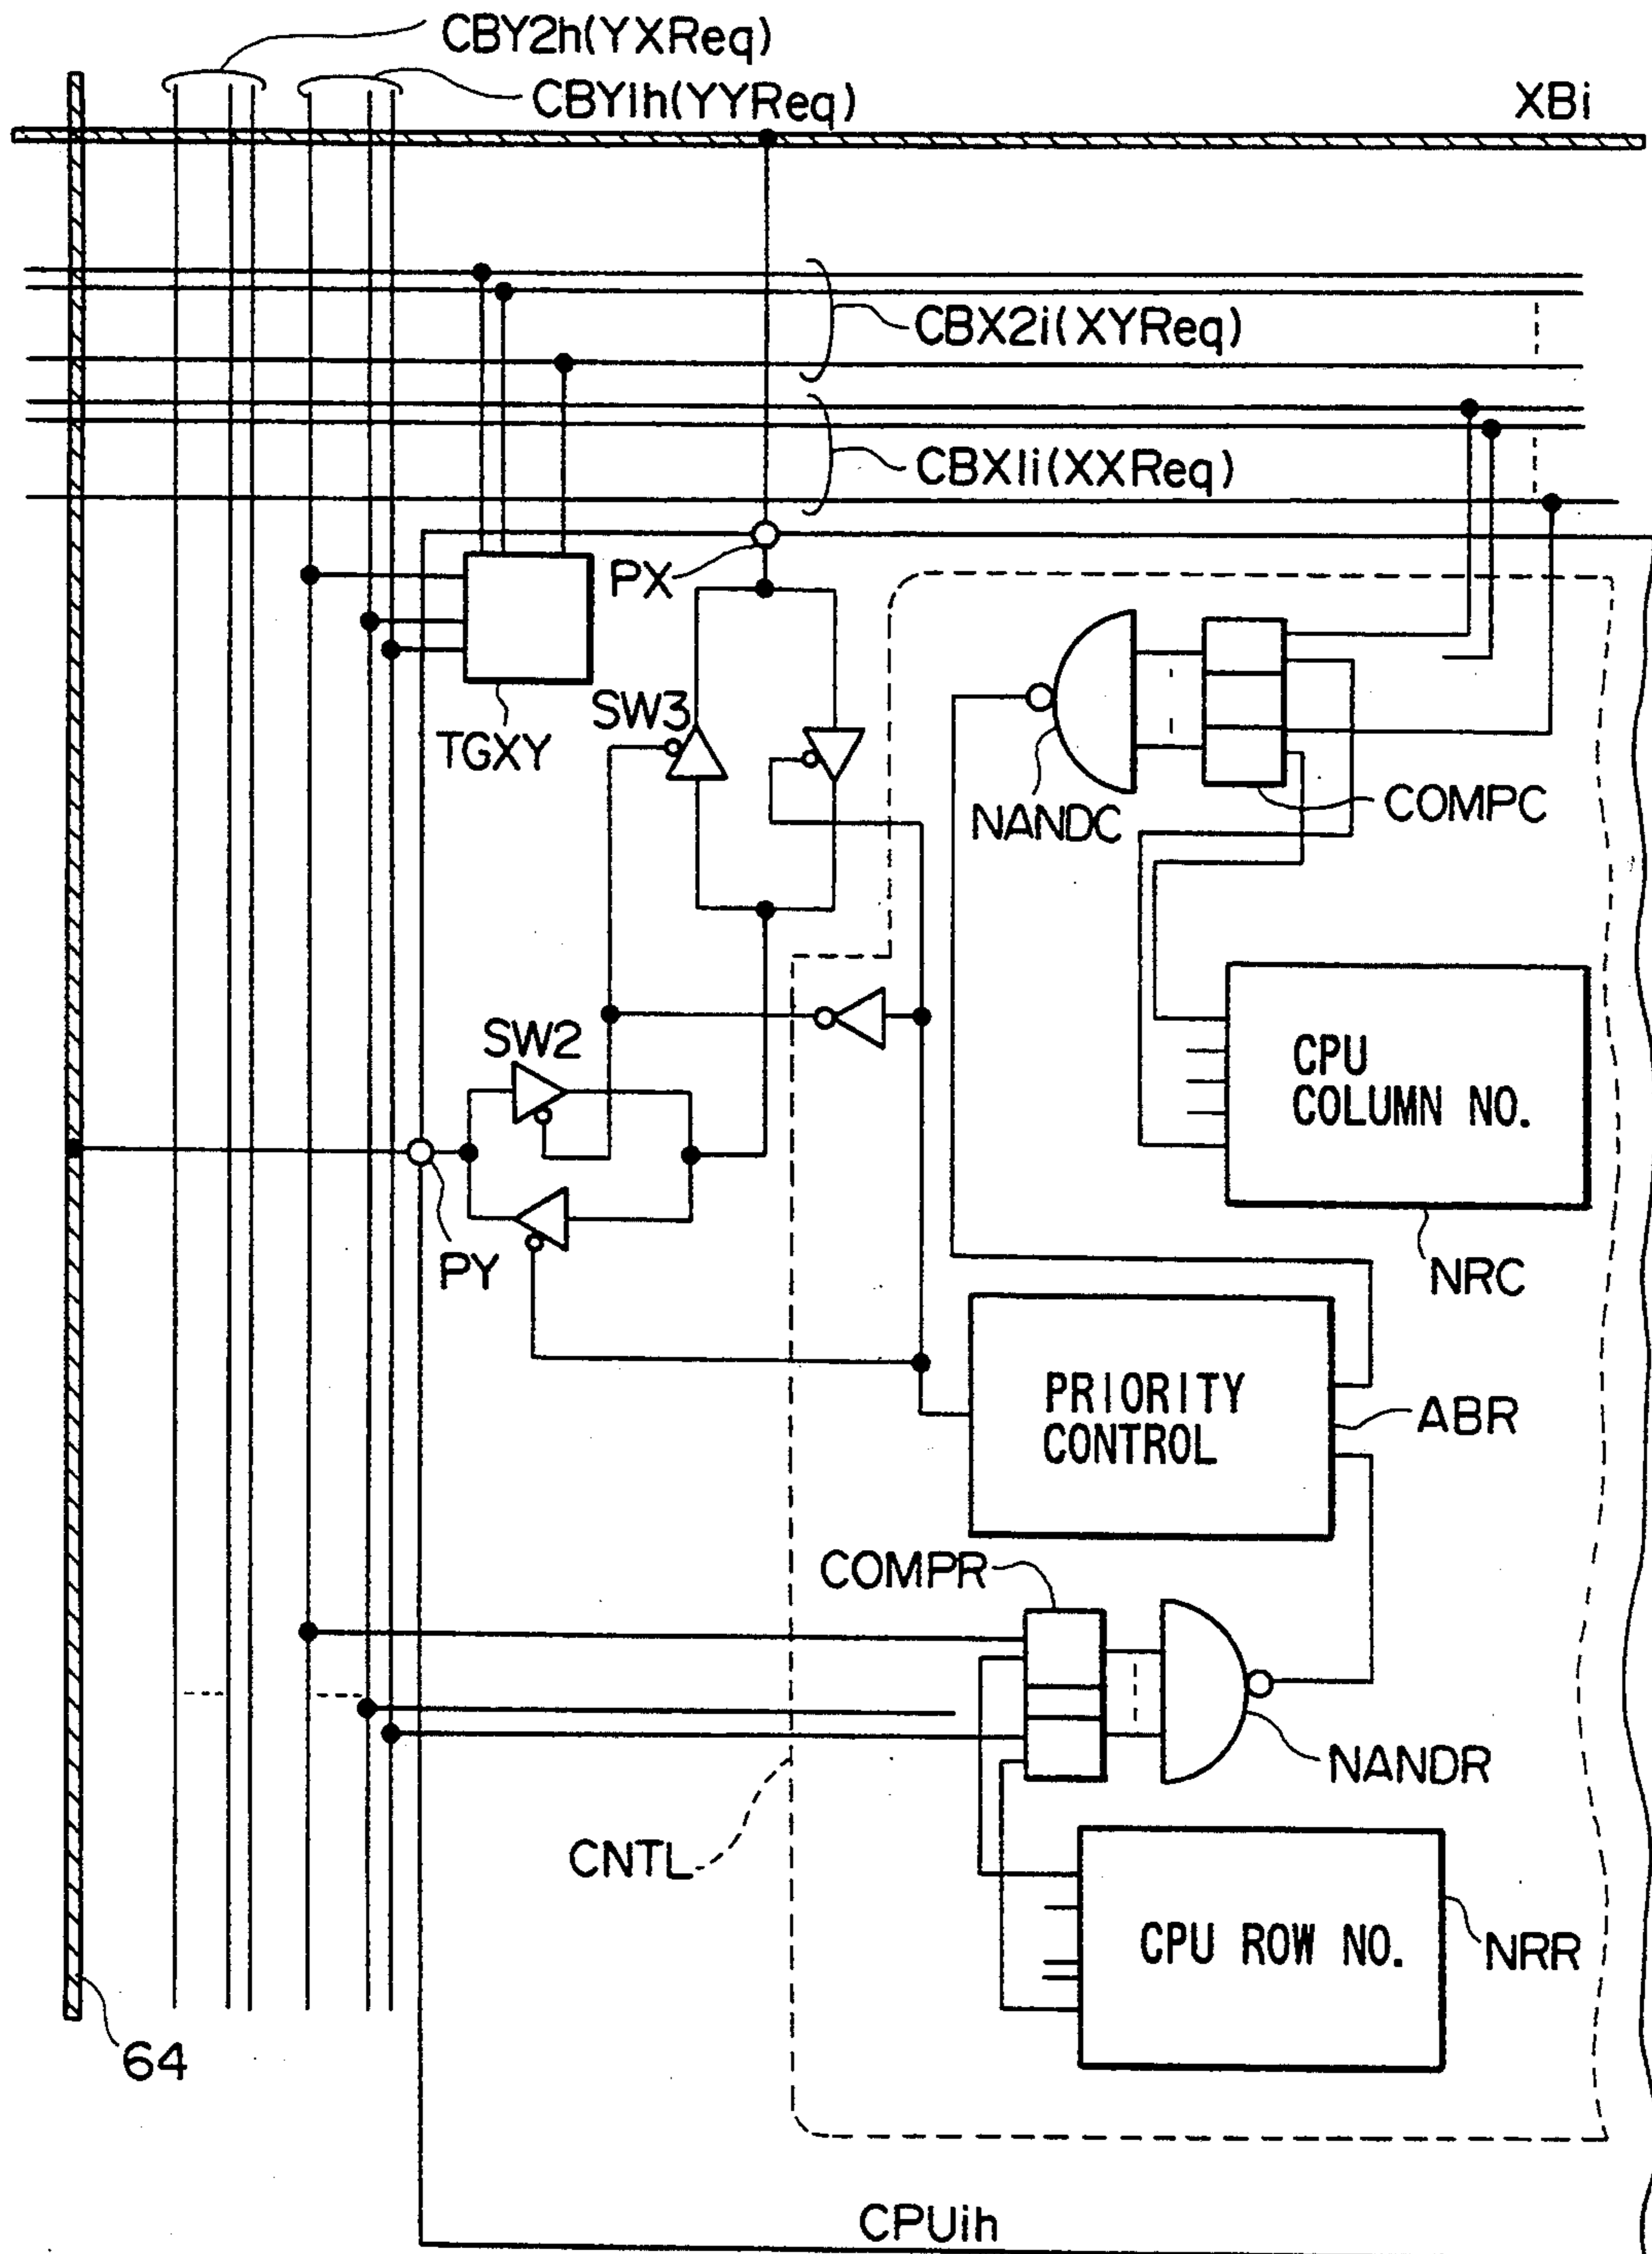 CBY2h(YXReq)
CBY1h(YYReq)
XBi
CBX2i(XYReq)
CBX1i(XXReq)
PX
SW3
TGXY
NANDC
COMPC
SW2
CPU
COLUMN NO.
PY
NRC
PRIORITY
CONTROL
ABR
COMPR
NANDR
CNTL
CPU ROW NO.
NRR
64
CPUih